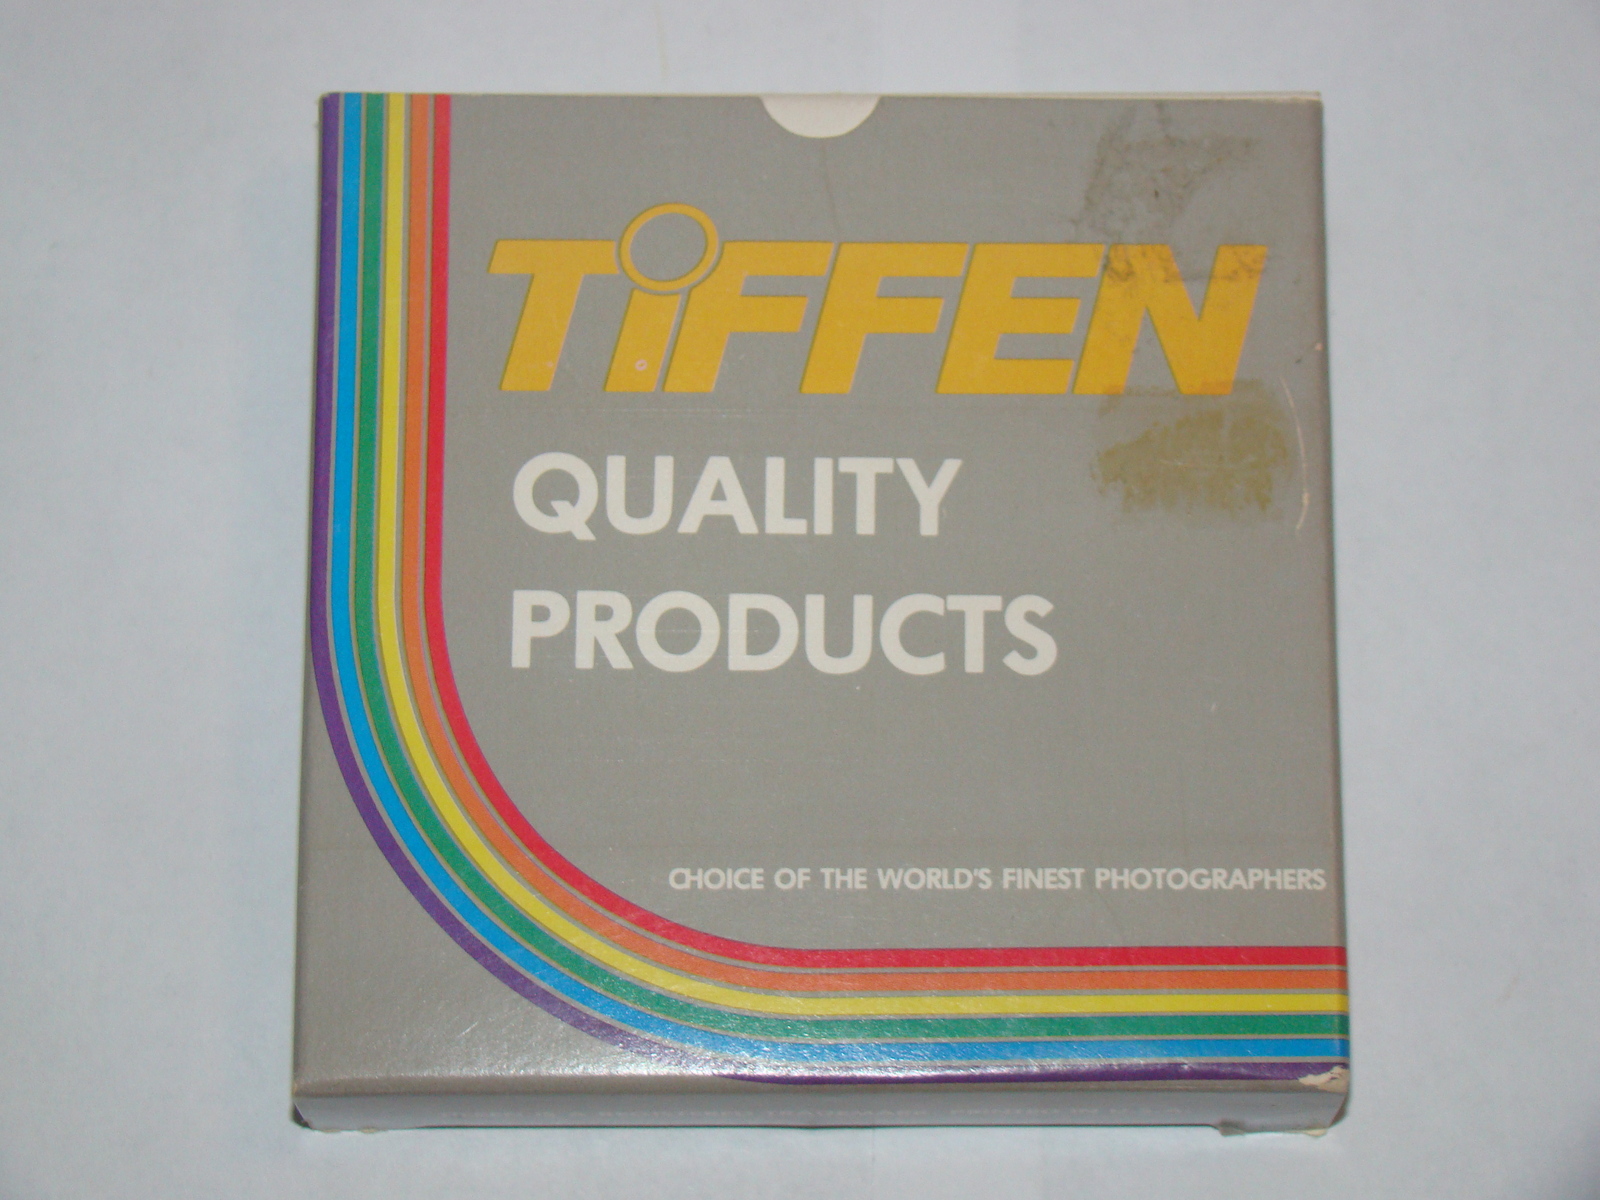 TiFFEN
QUALITY
PRODUCTS
CHOICE OF THE WORLD'S FINEST PHOTOGRAPHERS